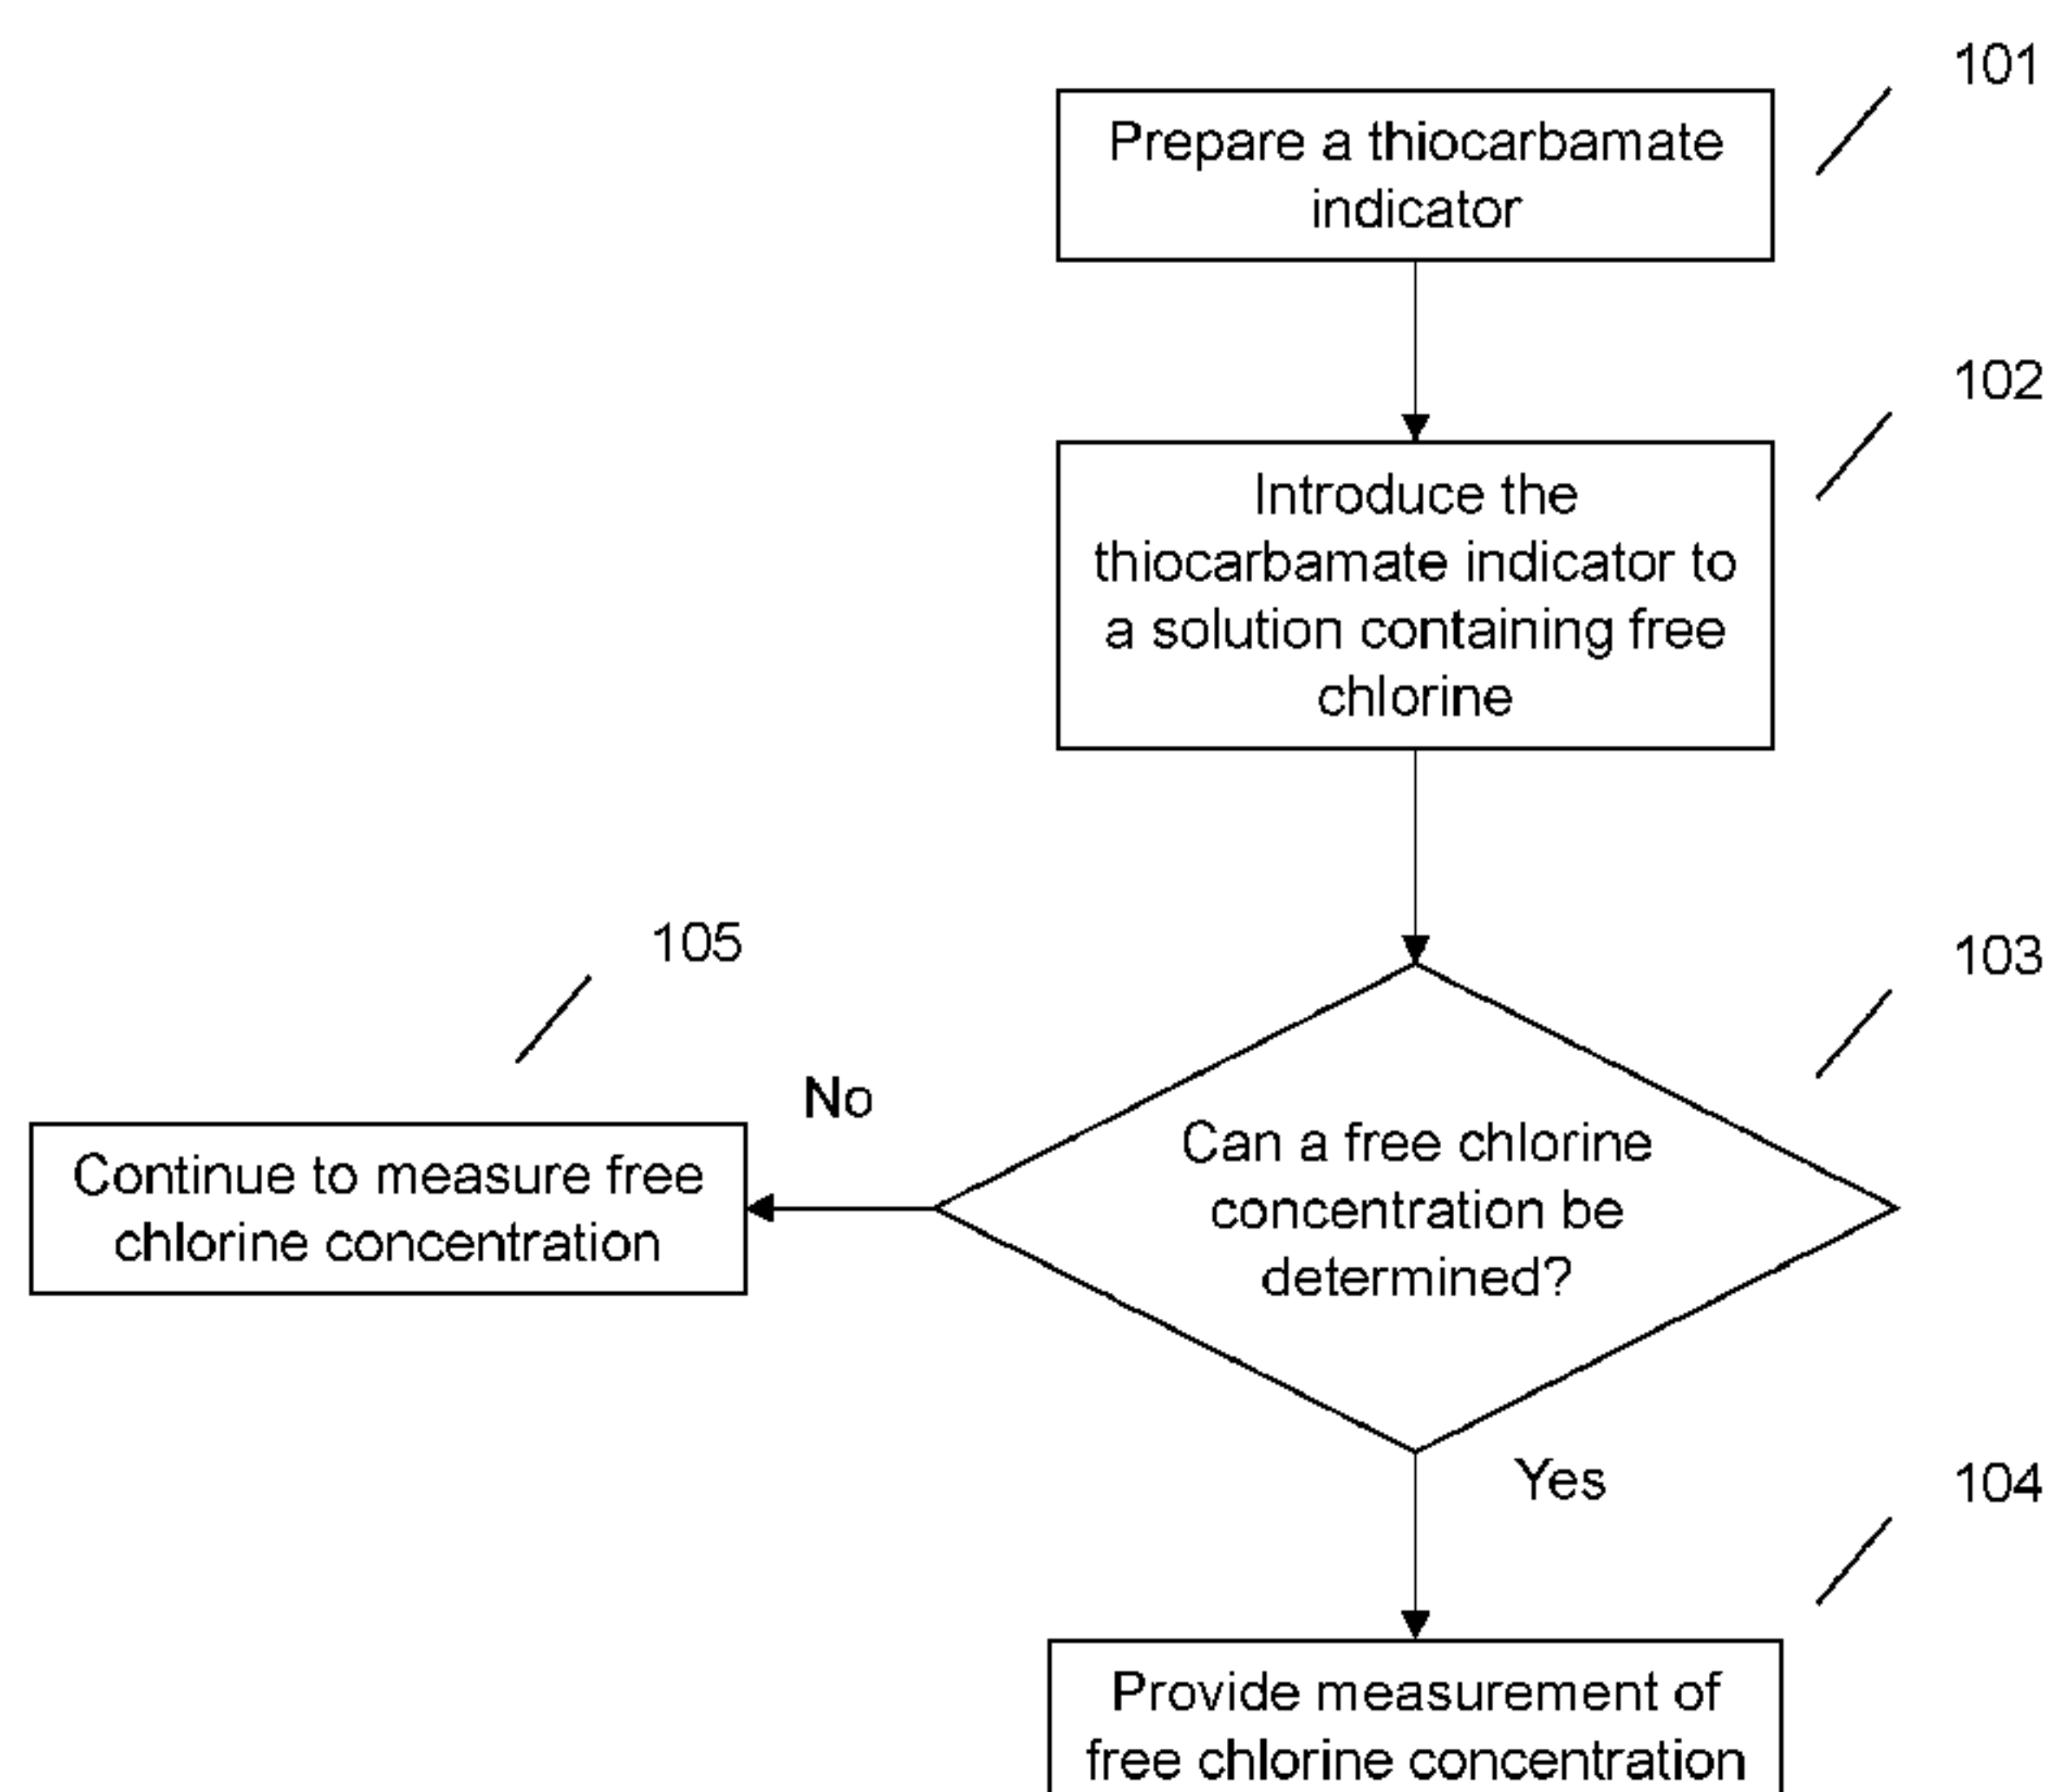 101
Prepare a thiocarbamate
indicator
102
Introduce the
thiocarbamate indicator to
a solution containing free
chlorine
105
103
No
Can a free chlorine
concentration be
determined?
Continue to measure free
chlorine concentration
Yes
104
Provide measurement of
free chlorine concentration